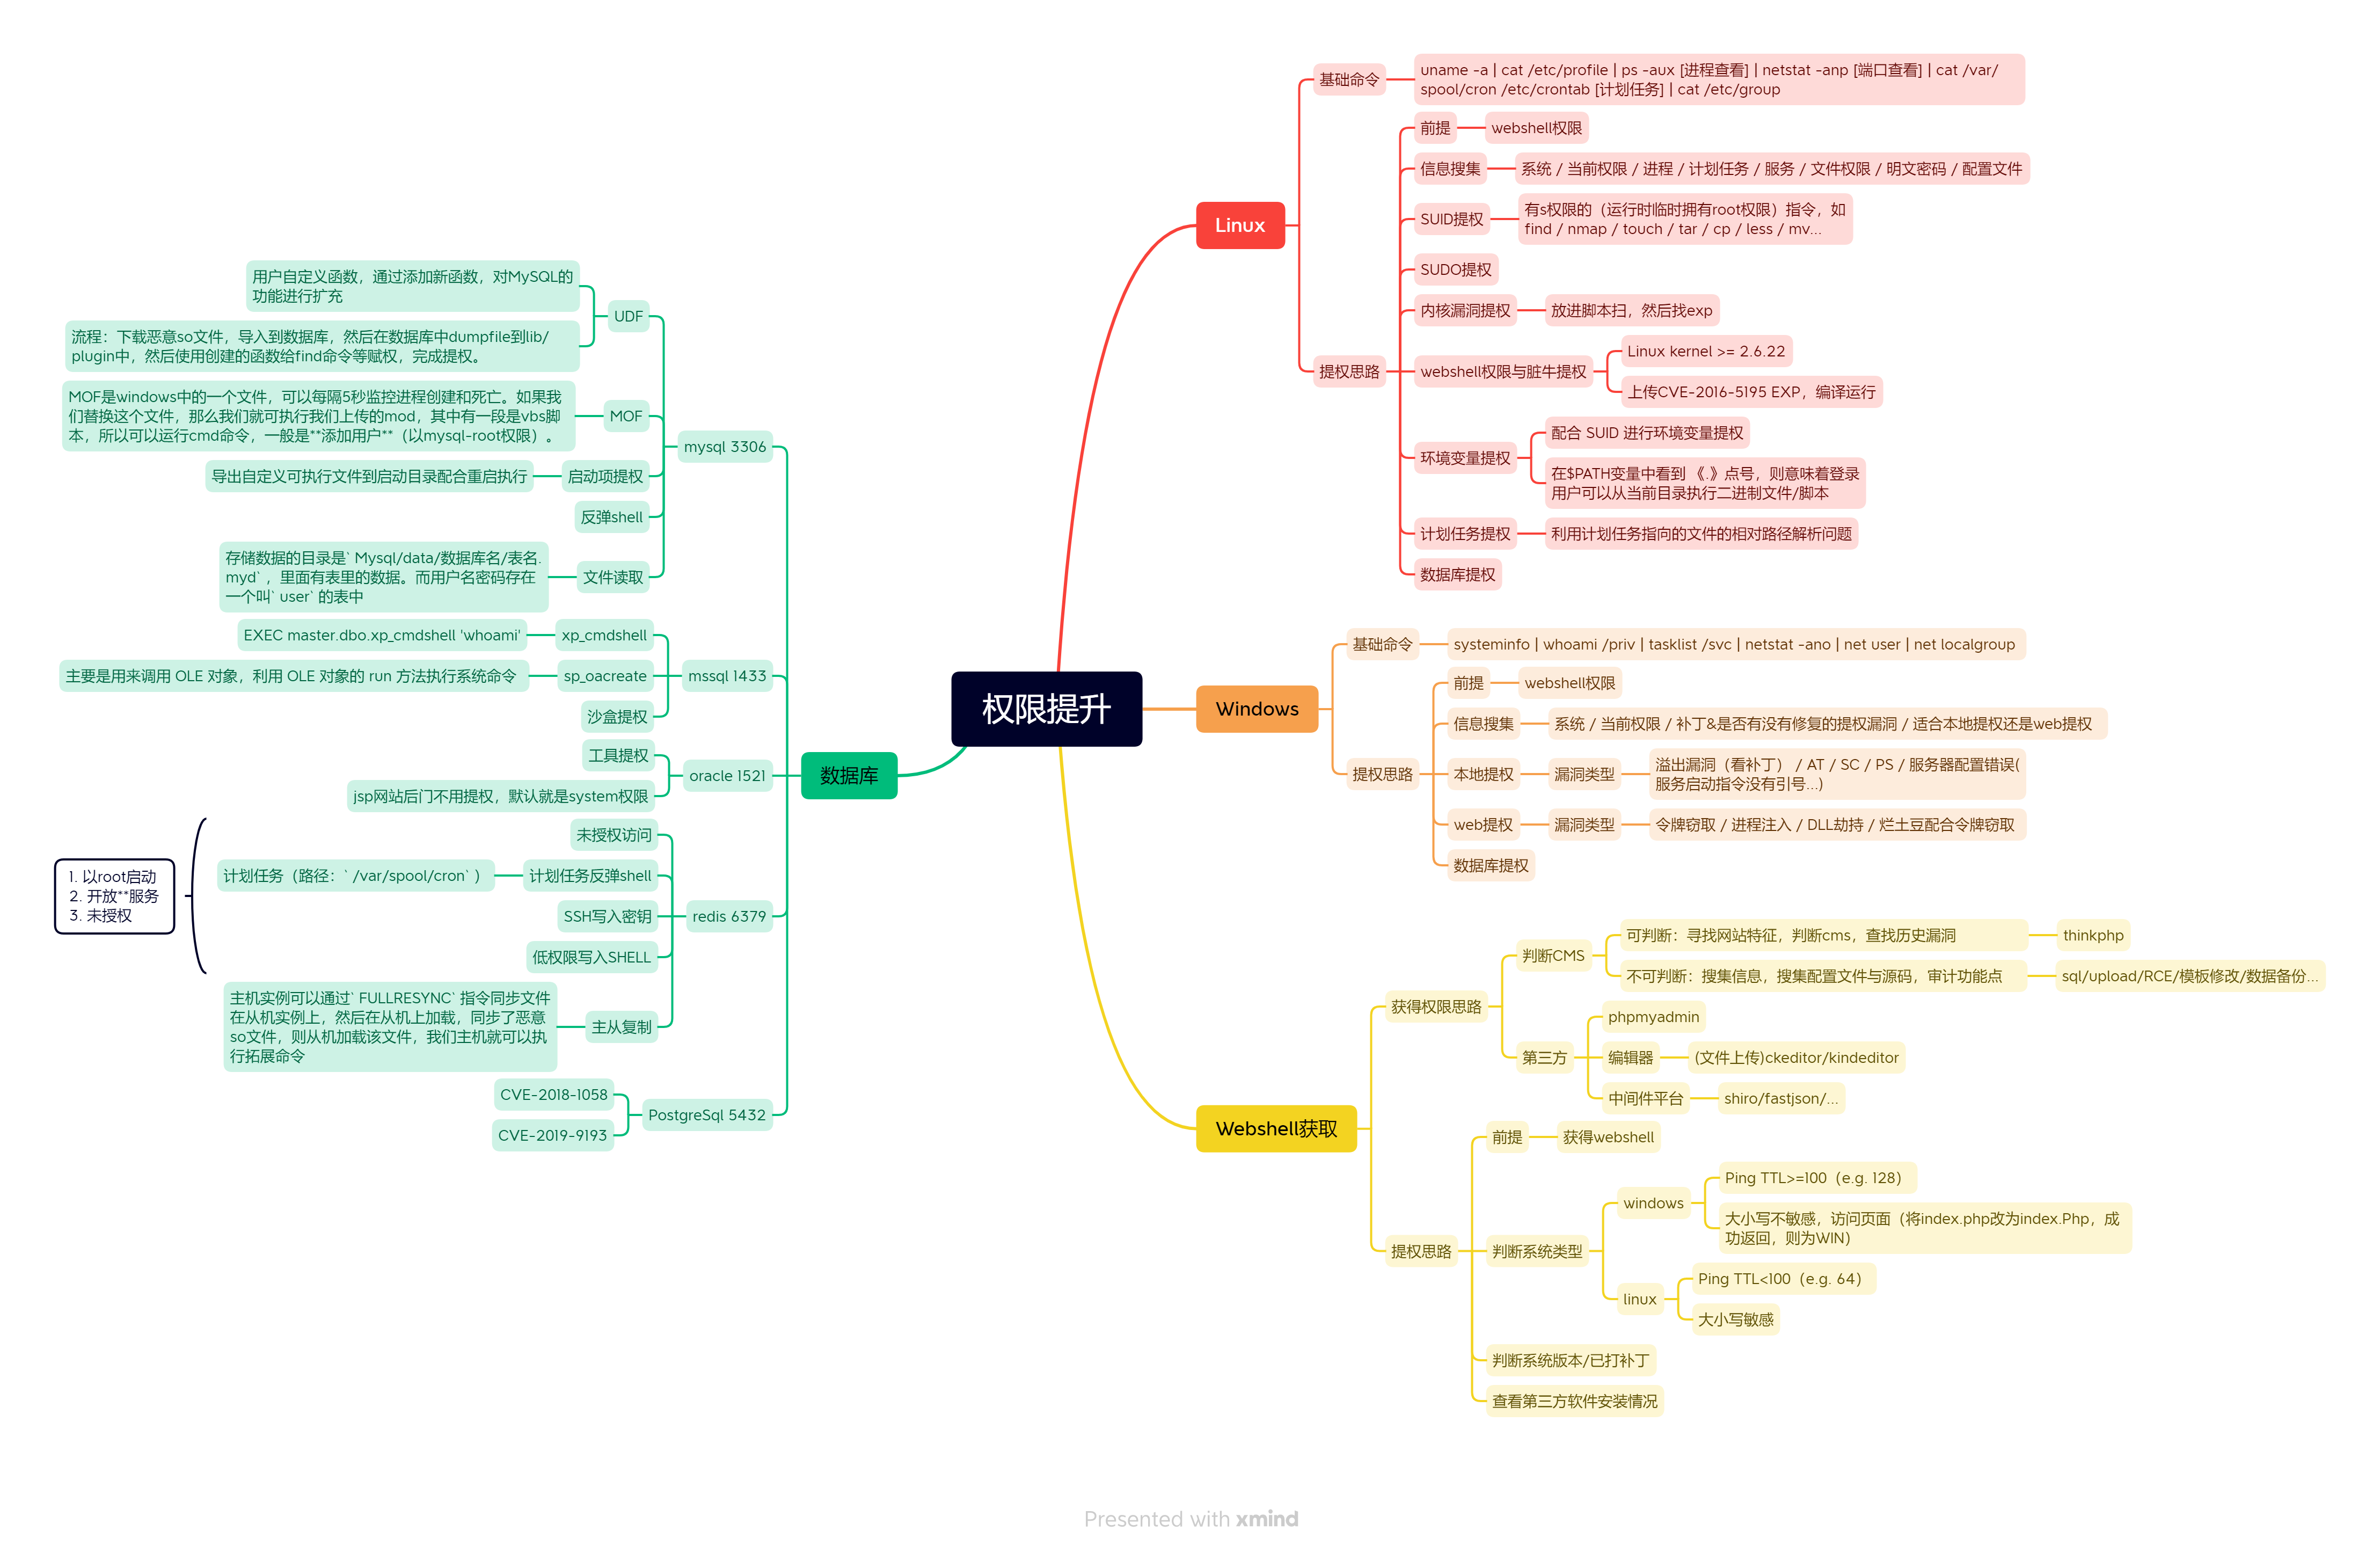 权限提升
Linux
基础命令
uname -a | cat /etc/profile | ps -aux [进程查看] | netstat -anp [端口查看] | cat /var/
spool/cron /etc/crontab [计划任务] | cat /etc/group
提权思路
前提
webshell权限
信息搜集
系统 / 当前权限 / 进程 / 计划任务 / 服务 / 文件权限 / 明文密码 / 配置文件
SUID提权
有s权限的（运行时临时拥有root权限）指令，如
find / nmap / touch / tar / cp / less / mv...
SUDO提权
内核漏洞提权
放进脚本扫，然后找exp
webshell权限与脏牛提权
Linux kernel >= 2.6.22
上传CVE-2016-5195 EXP，编译运行
环境变量提权
配合 SUID 进行环境变量提权
在$PATH变量中看到 《.》点号，则意味着登录
用户可以从当前目录执行二进制文件/脚本
计划任务提权
利用计划任务指向的文件的相对路径解析问题
数据库提权
Windows
基础命令
systeminfo | whoami /priv | tasklist /svc | netstat -ano | net user | net localgroup
提权思路
前提
webshell权限
信息搜集
系统 / 当前权限 / 补丁&是否有没有修复的提权漏洞 / 适合本地提权还是web提权
本地提权
漏洞类型
溢出漏洞（看补丁） / AT / SC / PS / 服务器配置错误(
服务启动指令没有引号...)
web提权
漏洞类型
令牌窃取 / 进程注入 / DLL劫持 / 烂土豆配合令牌窃取
数据库提权
Webshell获取
获得权限思路
判断CMS
可判断：寻找网站特征，判断cms，查找历史漏洞
thinkphp
不可判断：搜集信息，搜集配置文件与源码，审计功能点
sql/upload/RCE/模板修改/数据备份...
第三方
phpmyadmin
编辑器
(文件上传)ckeditor/kindeditor
中间件平台
shiro/fastjson/...
提权思路
前提
获得webshell
判断系统类型
windows
Ping TTL>=100（e.g. 128）
大小写不敏感，访问页面（将index.php改为index.Php，成
功返回，则为WIN）
linux
Ping TTL<100（e.g. 64）
大小写敏感
判断系统版本/已打补丁
查看第三方软件安装情况
数据库
mysql 3306
UDF
用户自定义函数，通过添加新函数，对MySQL的
功能进行扩充
流程：下载恶意so文件，导入到数据库，然后在数据库中dumpfile到lib/
plugin中，然后使用创建的函数给find命令等赋权，完成提权。
MOF
MOF是windows中的一个文件，可以每隔5秒监控进程创建和死亡。如果我
们替换这个文件，那么我们就可执行我们上传的mod，其中有一段是vbs脚
本，所以可以运行cmd命令，一般是**添加用户**（以mysql-root权限）。
启动项提权
导出自定义可执行文件到启动目录配合重启执行
反弹shell
文件读取
存储数据的目录是` Mysql/data/数据库名/表名.
myd` ，里面有表里的数据。而用户名密码存在
一个叫` user` 的表中
mssql 1433
xp_cmdshell
EXEC master.dbo.xp_cmdshell 'whoami'
sp_oacreate
主要是用来调用 OLE 对象，利用 OLE 对象的 run 方法执行系统命令
沙盒提权
oracle 1521
工具提权
jsp网站后门不用提权，默认就是system权限
redis 6379
未授权访问
计划任务反弹shell
计划任务（路径：` /var/spool/cron` ）
SSH写入密钥
低权限写入SHELL
主从复制
主机实例可以通过` FULLRESYNC` 指令同步文件
在从机实例上，然后在从机上加载，同步了恶意
so文件，则从机加载该文件，我们主机就可以执
行拓展命令
1. 以root启动
2. 开放**服务
3. 未授权
PostgreSql 5432
CVE-2018-1058
CVE-2019-9193
Presented with xmind